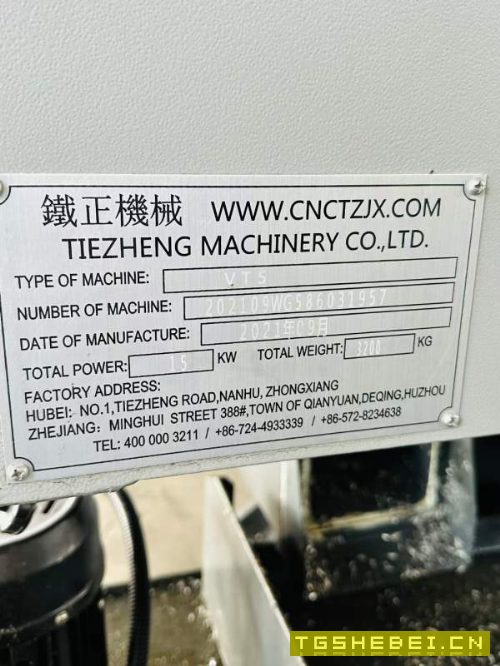 鐵正機械 WWW.CNCTZJX.COM
TIEZHENG MACHINERY CO.,LTD.
TYPE OF MACHINE: VT5
NUMBER OF MACHINE: 202109WG586031957
DATE OF MANUFACTURE: 2021年09月
TOTAL POWER: 15 KW TOTAL WEIGHT: 3200 KG
FACTORY ADDRESS:
HUBEI: NO.1,TIEZHENG ROAD,NANHU, ZHONGXIANG
ZHEJIANG: MINGHUI STREET 388#,TOWN OF QIANYUAN,DEQING,HUZHOU
TEL: 400 000 3211 / +86-724-4933339 / +86-572-8234638
TGSHEBEI.CN